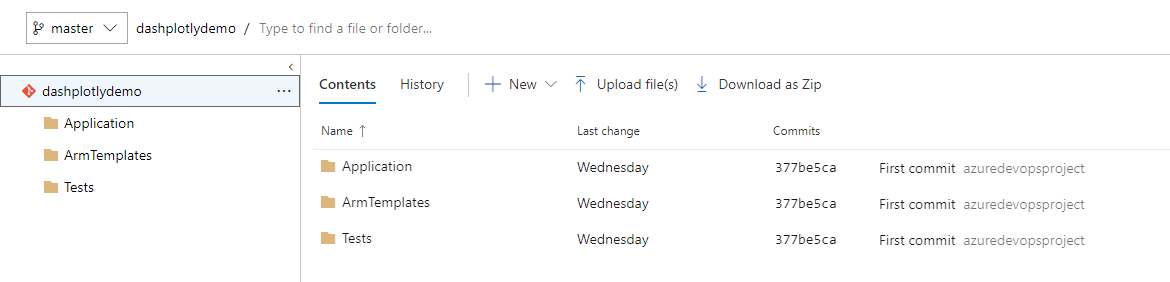 master dashplotlydemo / Type to find a file or folder...
dashplotlydemo ...
Application
ArmTemplates
Tests
Contents History + New Upload file(s) Download as Zip
Name ↑ Last change Commits
Application Wednesday 377be5ca First commit azuredevopsproject
ArmTemplates Wednesday 377be5ca First commit azuredevopsproject
Tests Wednesday 377be5ca First commit azuredevopsproject